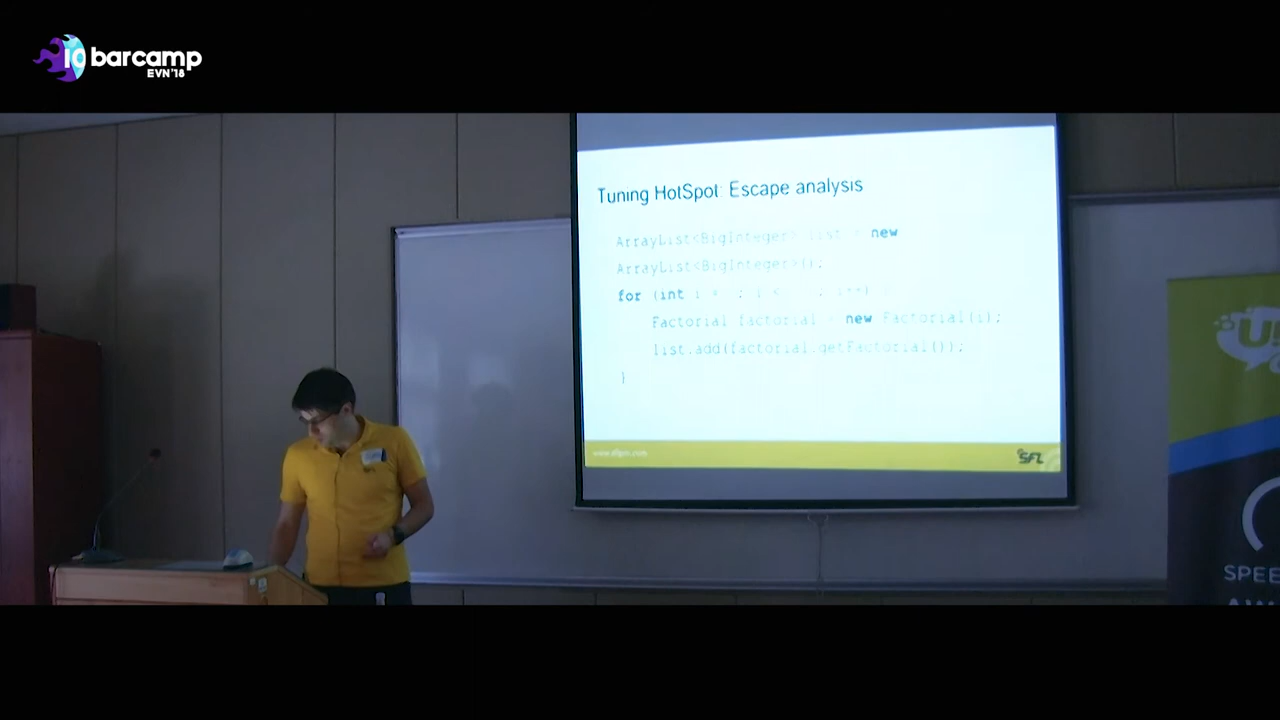 10 barcamp
EVN'18
Tuning HotSpot: Escape analysis
ArrayList<BigInteger> list = new
ArrayList<BigInteger>();
for (int i = ; i < ; i++)
Factorial factorial = new Factorial(i);
list.add(factorial.getFactorial());
}
SFL
SPEE